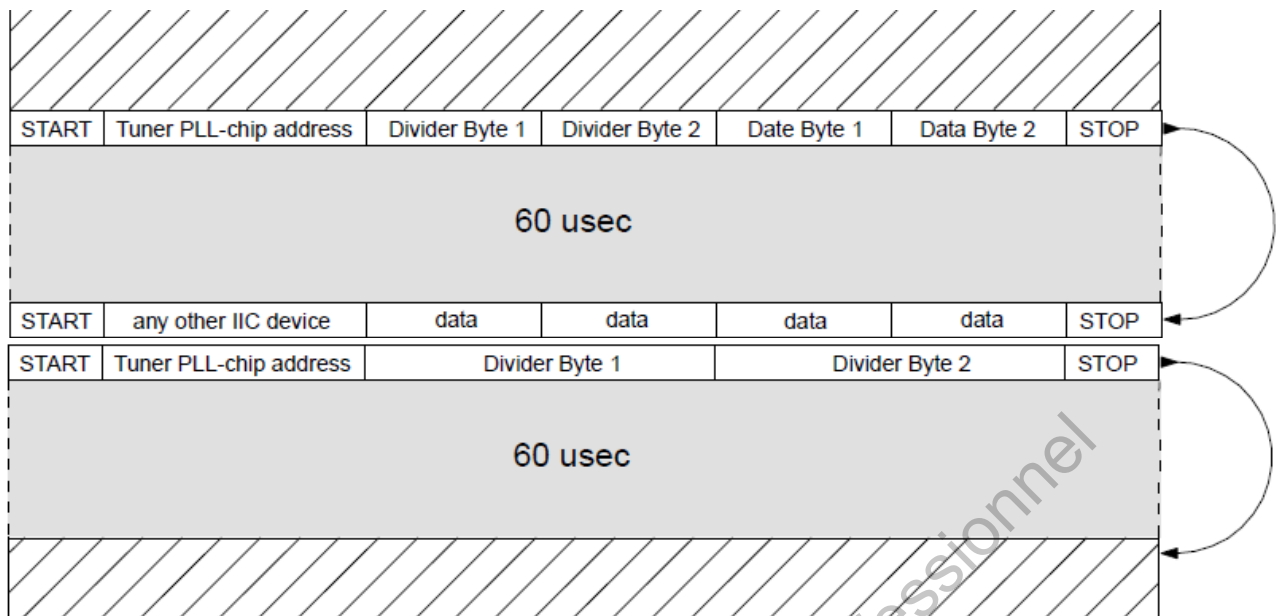 START Tuner PLL-chip address Divider Byte 1 Divider Byte 2 Date Byte 1 Data Byte 2 STOP
60 usec
START any other IIC device data data data data STOP
START Tuner PLL-chip address Divider Byte 1 Divider Byte 2 STOP
60 usec